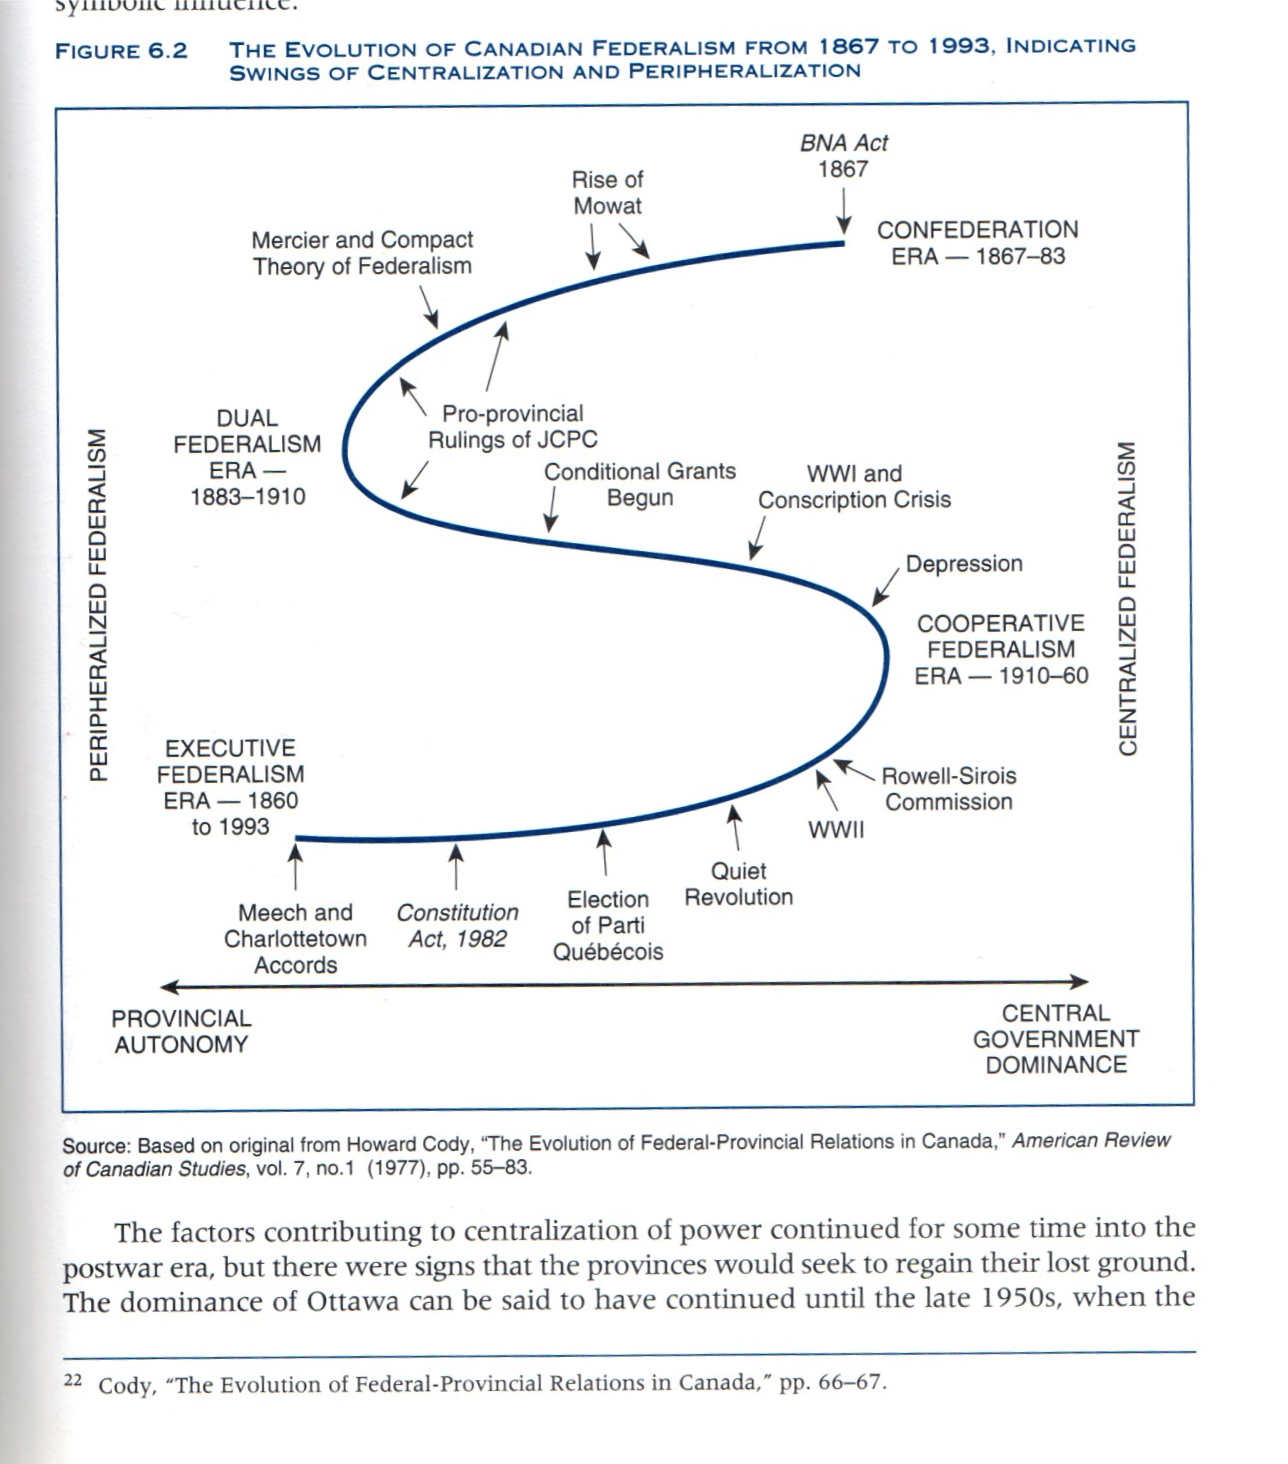 symbolic influence.
FIGURE 6.2 THE EVOLUTION OF CANADIAN FEDERALISM FROM 1867 TO 1993, INDICATING
SWINGS OF CENTRALIZATION AND PERIPHERALIZATION
BNA Act
1867
Rise of
Mowat
CONFEDERATION
ERA — 1867–83
Mercier and Compact
Theory of Federalism
DUAL
FEDERALISM
ERA —
1883–1910
Pro-provincial
Rulings of JCPC
Conditional Grants
Begun
WWI and
Conscription Crisis
PERIPHERALIZED FEDERALISM
CENTRALIZED FEDERALISM
Depression
COOPERATIVE
FEDERALISM
ERA — 1910–60
EXECUTIVE
FEDERALISM
ERA — 1860
to 1993
Rowell-Sirois
Commission
WWII
Quiet
Revolution
Election
of Parti
Québécois
Constitution
Act, 1982
Meech and
Charlottetown
Accords
PROVINCIAL
AUTONOMY
CENTRAL
GOVERNMENT
DOMINANCE
Source: Based on original from Howard Cody, “The Evolution of Federal-Provincial Relations in Canada,” American Review
of Canadian Studies, vol. 7, no.1 (1977), pp. 55–83.
The factors contributing to centralization of power continued for some time into the
postwar era, but there were signs that the provinces would seek to regain their lost ground.
The dominance of Ottawa can be said to have continued until the late 1950s, when the
22 Cody, “The Evolution of Federal-Provincial Relations in Canada,” pp. 66–67.